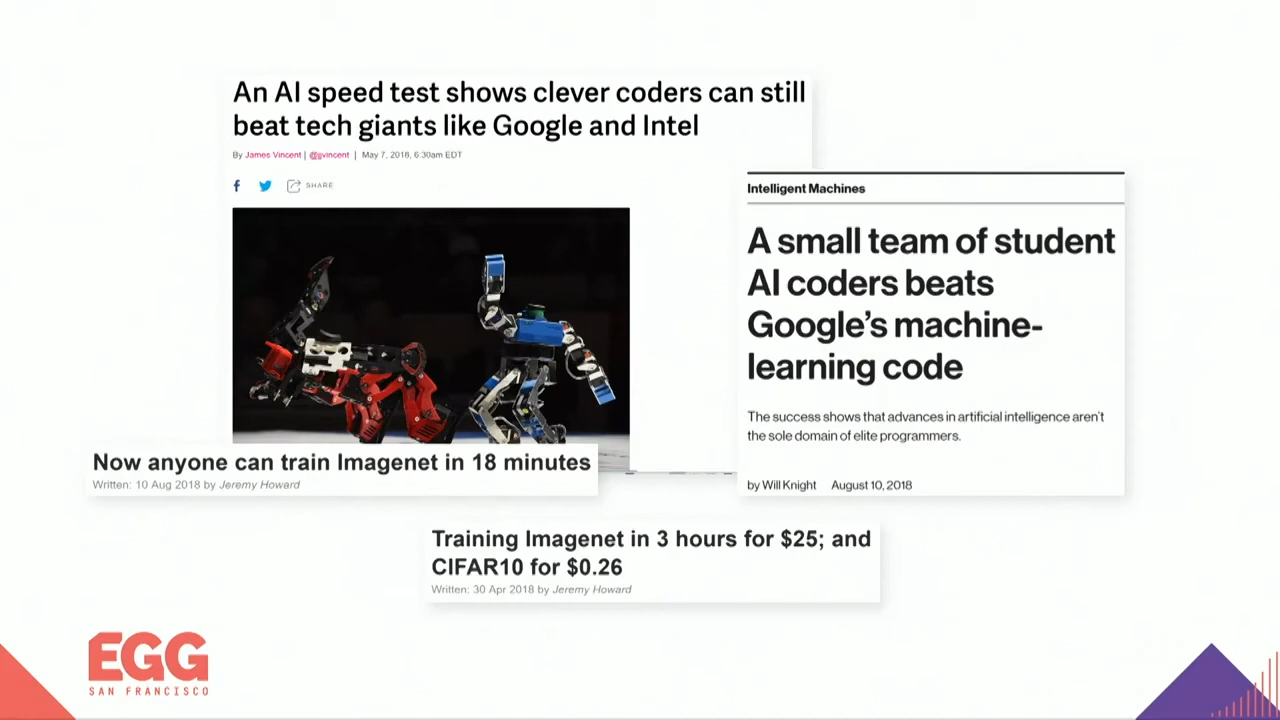 An AI speed test shows clever coders can still
beat tech giants like Google and Intel
By James Vincent | @jjvincent | May 7, 2018, 6:30am EDT
SHARE
Intelligent Machines
A small team of student
AI coders beats
Google's machine-
learning code
The success shows that advances in artificial intelligence aren't
the sole domain of elite programmers.
by Will Knight August 10, 2018
Now anyone can train Imagenet in 18 minutes
Written: 10 Aug 2018 by Jeremy Howard
Training Imagenet in 3 hours for $25; and
CIFAR10 for $0.26
Written: 30 Apr 2018 by Jeremy Howard
EGG
SAN FRANCISCO